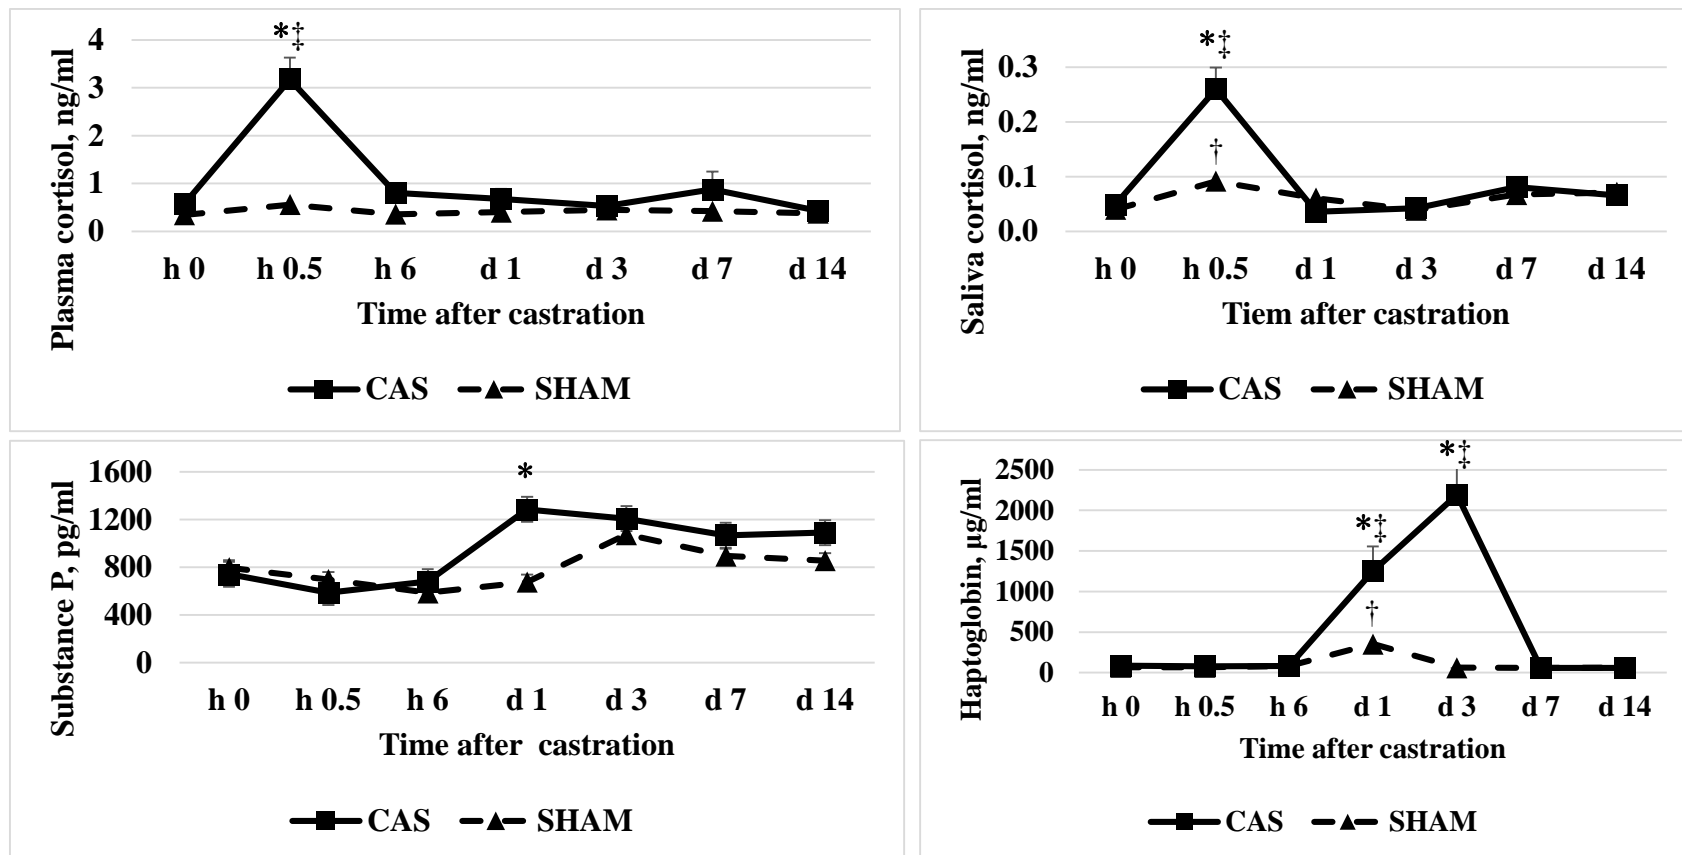 Plasma cortisol, ng/ml
4
3
2
1
0
*‡
h 0 h 0.5 h 6 d 1 d 3 d 7 d 14
Time after castration
CAS SHAM
Saliva cortisol, ng/ml
0.3
0.2
0.1
0.0
*‡
†
h 0 h 0.5 d 1 d 3 d 7 d 14
Tiem after castration
CAS SHAM
Substance P, pg/ml
1600
1200
800
400
0
*
h 0 h 0.5 h 6 d 1 d 3 d 7 d 14
Time after castration
CAS SHAM
Haptoglobin, µg/ml
2500
2000
1500
1000
500
0
*‡
*‡
†
h 0 h 0.5 h 6 d 1 d 3 d 7 d 14
Time after castration
CAS SHAM